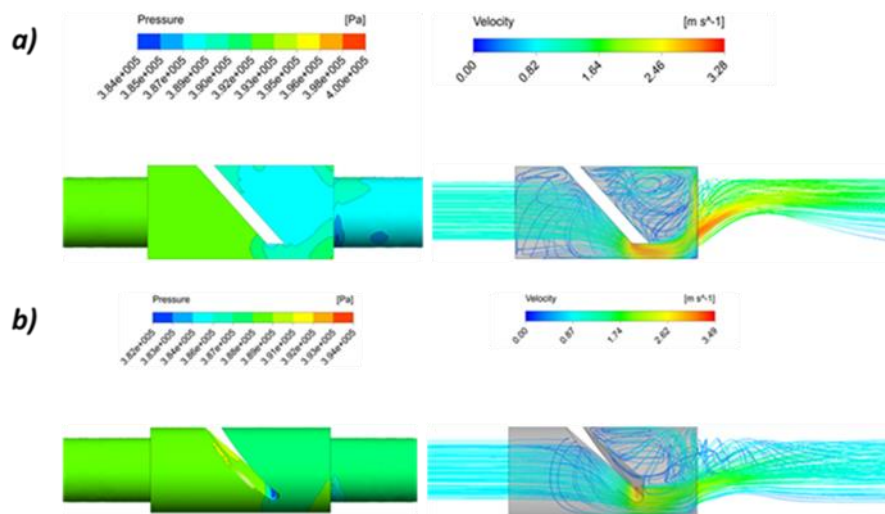 a)
Pressure [Pa]
3.84e+005 3.85e+005 3.87e+005 3.89e+005 3.90e+005 3.92e+005 3.93e+005 3.95e+005 3.96e+005 3.98e+005 4.00e+005
Velocity [m s^-1]
0.00 0.82 1.64 2.46 3.28
b)
Pressure [Pa]
3.82e+005 3.83e+005 3.84e+005 3.86e+005 3.87e+005 3.88e+005 3.89e+005 3.91e+005 3.92e+005 3.93e+005 3.94e+005
Velocity [m s^-1]
0.00 0.87 1.74 2.62 3.49